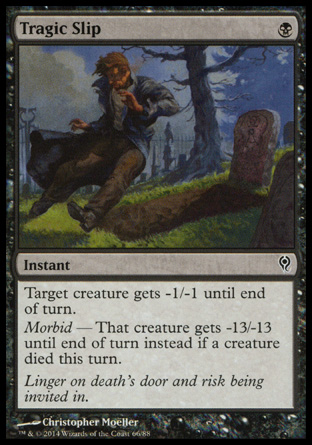 Tragic Slip
Instant
Target creature gets -1/-1 until end
of turn.
Morbid — That creature gets -13/-13
until end of turn instead if a creature
died this turn.
Linger on death's door and risk being
invited in.
Christopher Moeller
™ & © 2014 Wizards of the Coast 66/88